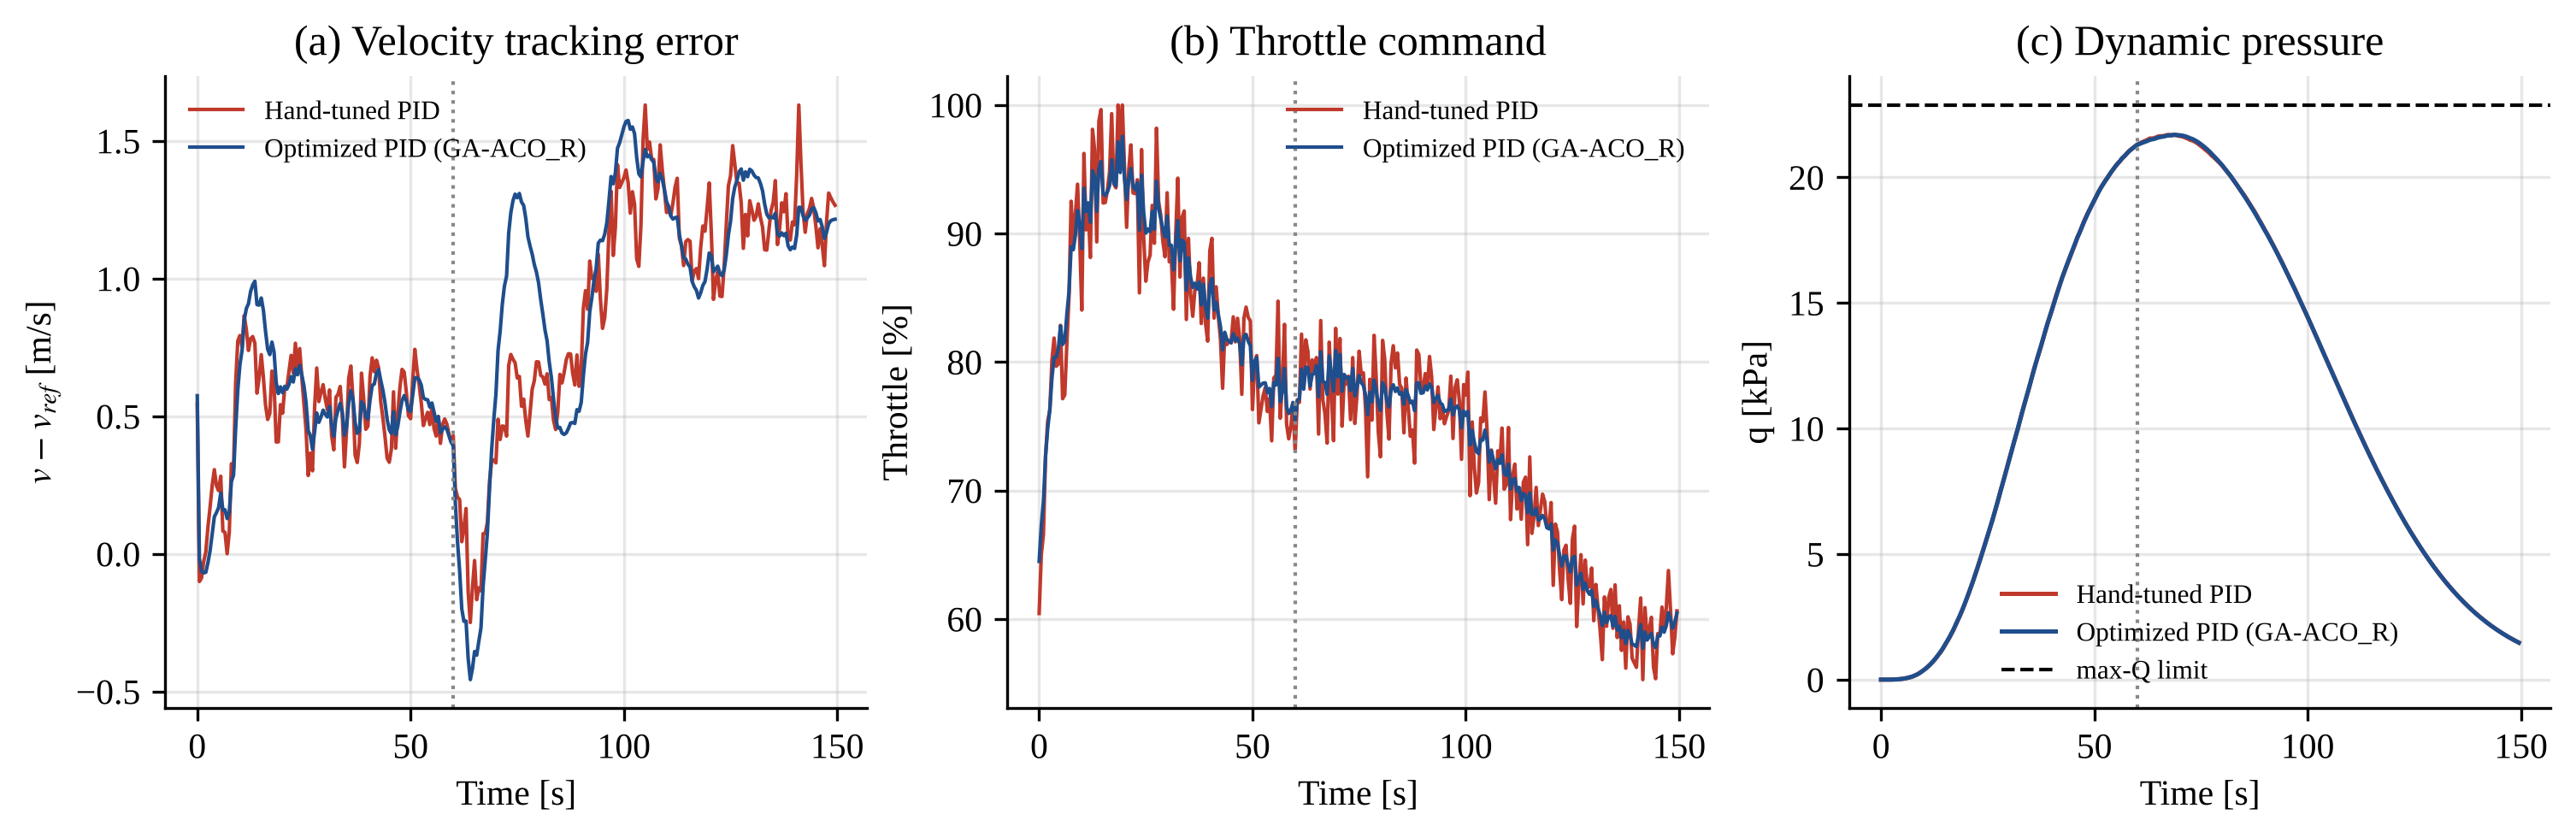 (a) Velocity tracking error
Hand-tuned PID
Optimized PID (GA-ACO_R)
1.5
1.0
0.5
0.0
−0.5
v − v_ref [m/s]
0 50 100 150
Time [s]
(b) Throttle command
Hand-tuned PID
Optimized PID (GA-ACO_R)
100
90
80
70
60
Throttle [%]
0 50 100 150
Time [s]
(c) Dynamic pressure
20
15
10
5
0
q [kPa]
Hand-tuned PID
Optimized PID (GA-ACO_R)
max-Q limit
0 50 100 150
Time [s]